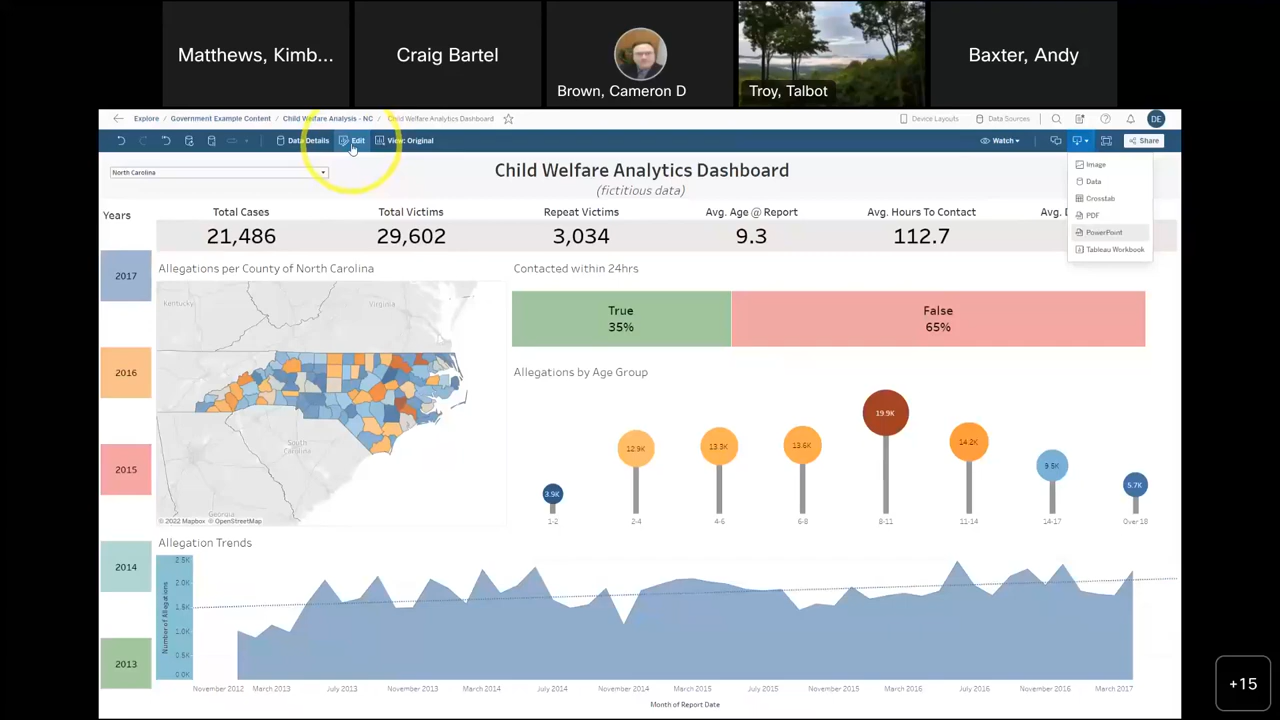 Matthews, Kimb...
Craig Bartel
Brown, Cameron D
Troy, Talbot
Baxter, Andy
Explore / Government Example Content / Child Welfare Analysis - NC / Child Welfare Analytics Dashboard
Device Layouts
Data Sources
DE
Data Details
Edit
View: Original
Watch
Share
Image
Data
Crosstab
PDF
PowerPoint
Tableau Workbook
North Carolina
Child Welfare Analytics Dashboard
(fictitious data)
Years
2017
2016
2015
2014
2013
Total Cases
21,486
Total Victims
29,602
Repeat Victims
3,034
Avg. Age @ Report
9.3
Avg. Hours To Contact
112.7
Avg.
Allegations per County of North Carolina
Kentucky
Virginia
South
Carolina
Georgia
© 2022 Mapbox © OpenStreetMap
Contacted within 24hrs
True
35%
False
65%
Allegations by Age Group
3.9K
12.9K
13.3K
13.6K
19.9K
14.2K
9.5K
5.7K
1-2
2-4
4-6
6-8
8-11
11-14
14-17
Over 18
Allegation Trends
Number of Allegations
2.5K
2.0K
1.5K
1.0K
0.5K
0.0K
November 2012
March 2013
July 2013
November 2013
March 2014
July 2014
November 2014
March 2015
July 2015
November 2015
March 2016
July 2016
November 2016
March 2017
Month of Report Date
+15